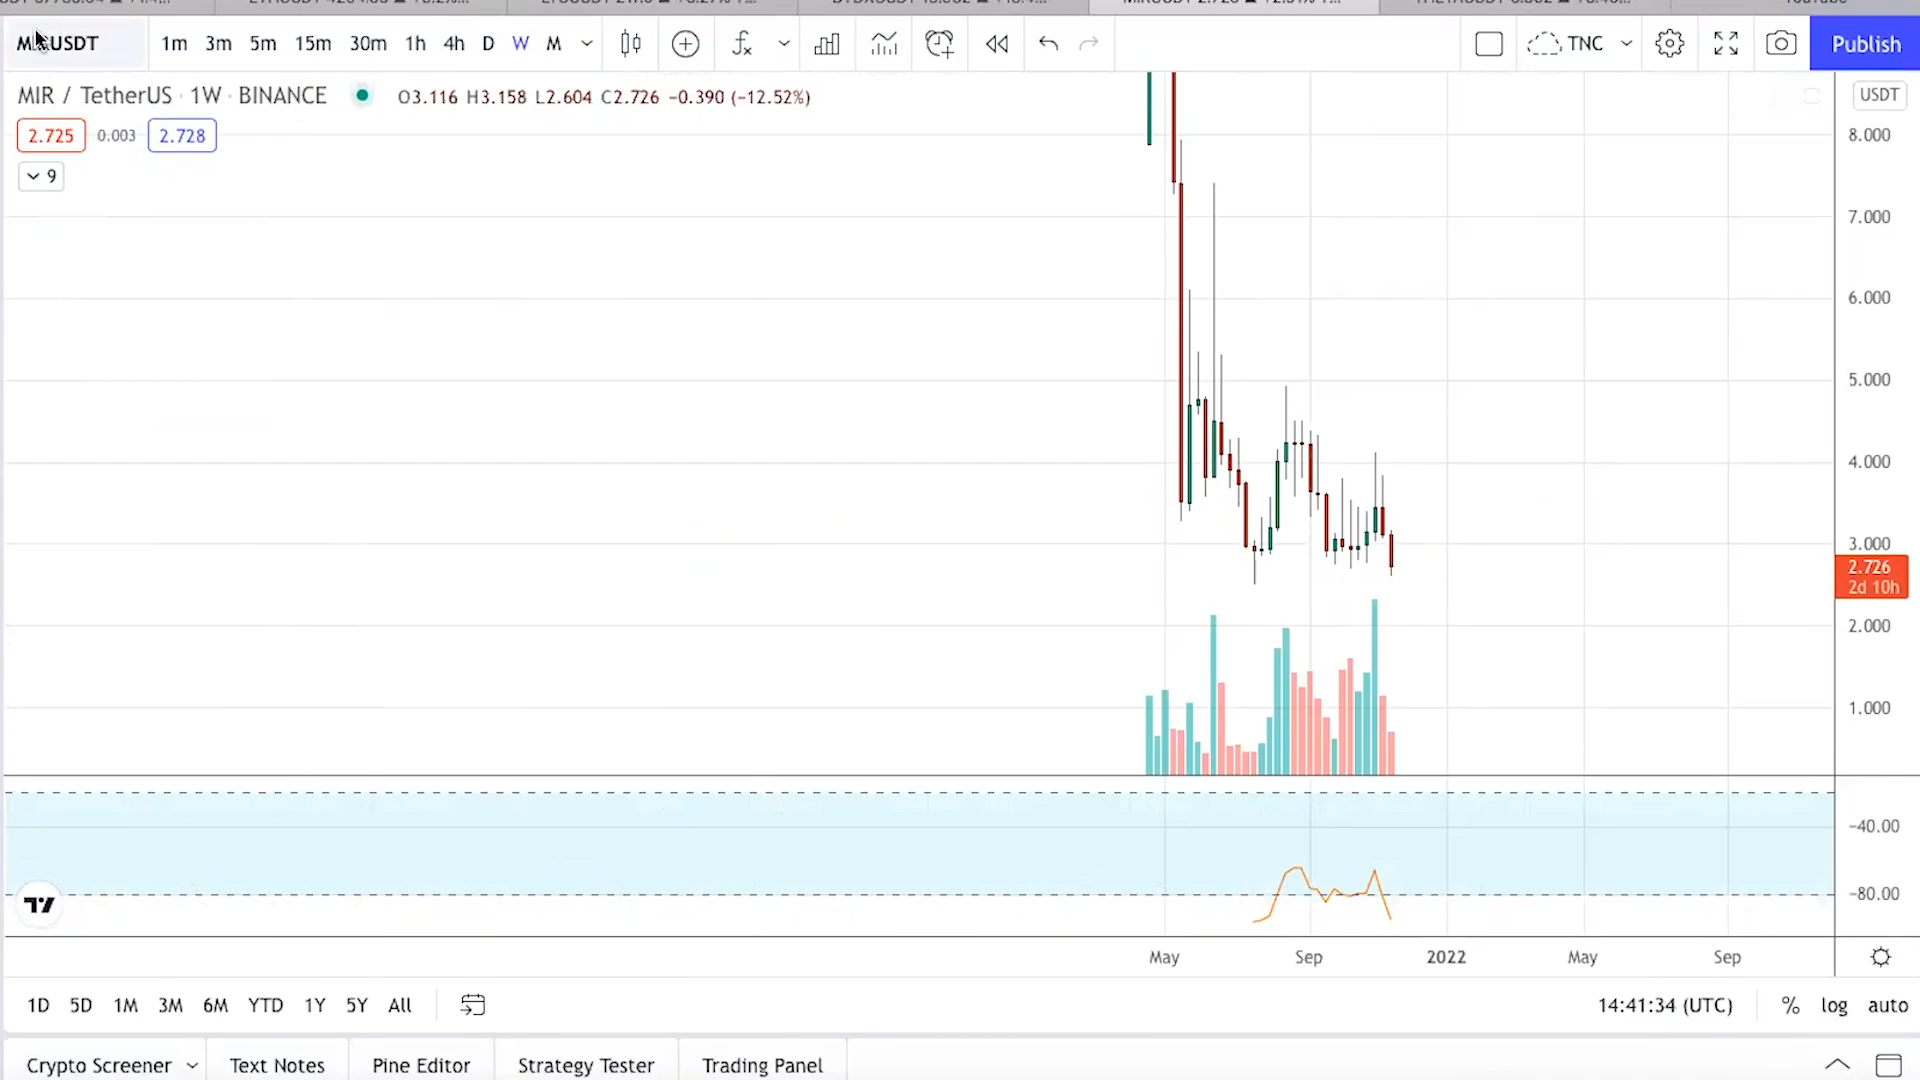 1m 3m 5m 15m 30m 1h 4h D W M TNC Publish
MIR / TetherUS · 1W · BINANCE O3.116 H3.158 L2.604 C2.726 −0.390 (−12.52%) USDT
2.725 0.003 2.728
9
8.000
7.000
6.000
5.000
4.000
3.000
2.726
2d 10h
2.000
1.000
−40.00
−80.00
May Sep 2022 May Sep
1D 5D 1M 3M 6M YTD 1Y 5Y All 14:41:34 (UTC) % log auto
Crypto Screener Text Notes Pine Editor Strategy Tester Trading Panel